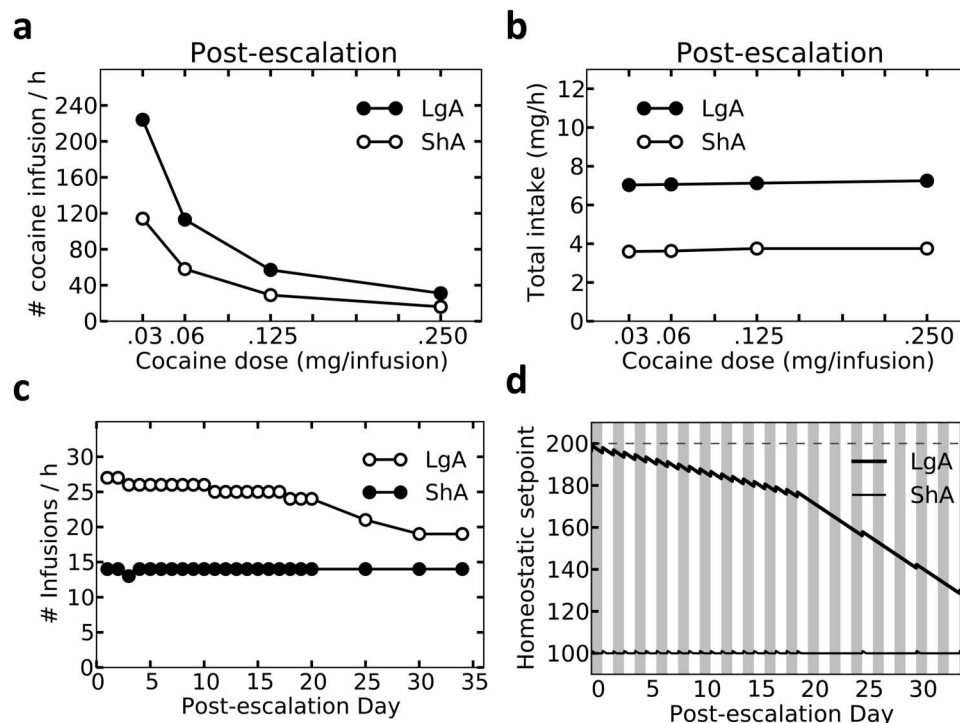 a
Post-escalation
# cocaine infusion / h
240
200
160
120
80
40
0
LgA
ShA
.03 .06 .125 .250
Cocaine dose (mg/infusion)
b
Post-escalation
Total intake (mg/h)
12
10
8
6
4
2
0
LgA
ShA
.03 .06 .125 .250
Cocaine dose (mg/infusion)
c
# Infusions / h
30
25
20
15
10
5
0
LgA
ShA
0 5 10 15 20 25 30 35
Post-escalation Day
d
Homeostatic setpoint
200
180
160
140
120
100
LgA
ShA
0 5 10 15 20 25 30
Post-escalation Day